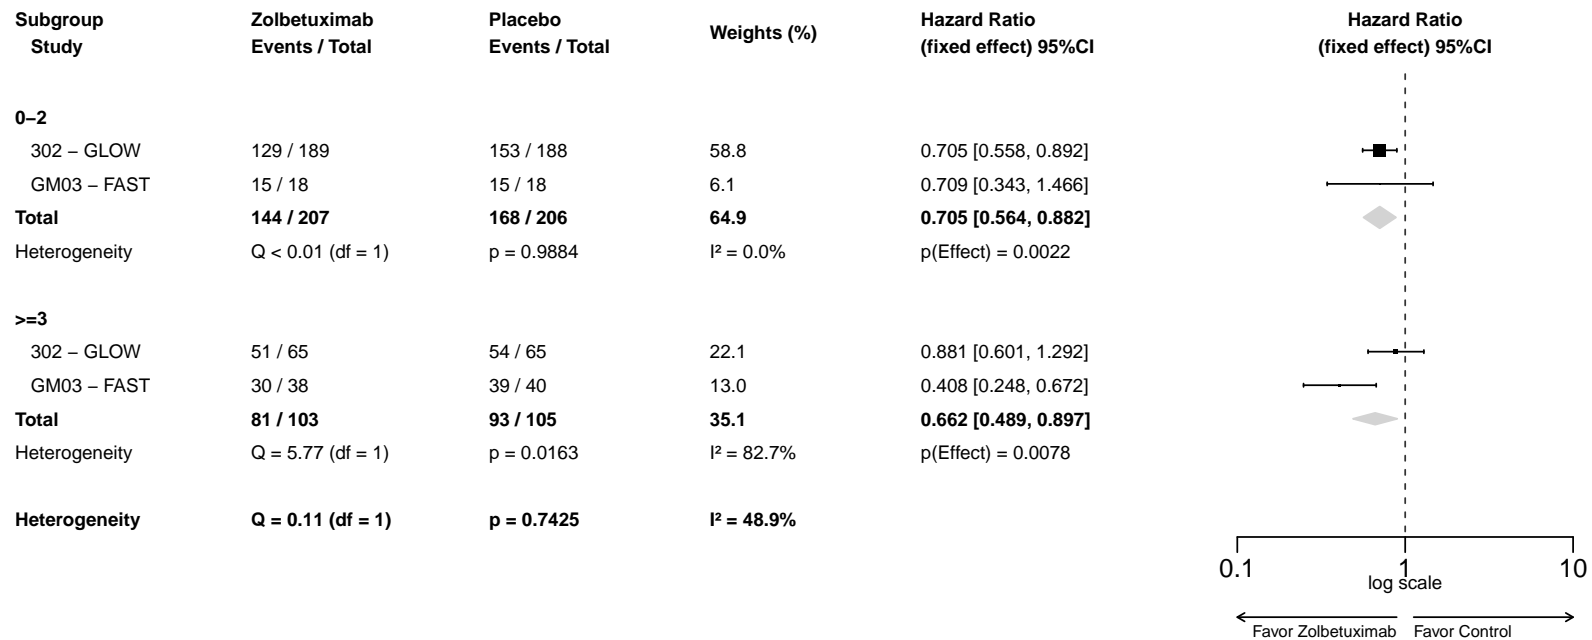 Subgroup Zolbetuximab Placebo Weights (%) Hazard Ratio Hazard Ratio
Study Events / Total Events / Total (fixed effect) 95%CI (fixed effect) 95%CI
0−2
302 − GLOW 129 / 189 153 / 188 58.8 0.705 [0.558, 0.892]
GM03 − FAST 15 / 18 15 / 18 6.1 0.709 [0.343, 1.466]
Total 144 / 207 168 / 206 64.9 0.705 [0.564, 0.882]
Heterogeneity Q < 0.01 (df = 1) p = 0.9884 I² = 0.0% p(Effect) = 0.0022
>=3
302 − GLOW 51 / 65 54 / 65 22.1 0.881 [0.601, 1.292]
GM03 − FAST 30 / 38 39 / 40 13.0 0.408 [0.248, 0.672]
Total 81 / 103 93 / 105 35.1 0.662 [0.489, 0.897]
Heterogeneity Q = 5.77 (df = 1) p = 0.0163 I² = 82.7% p(Effect) = 0.0078
Heterogeneity Q = 0.11 (df = 1) p = 0.7425 I² = 48.9%
0.1 1 10
log scale
Favor Zolbetuximab Favor Control